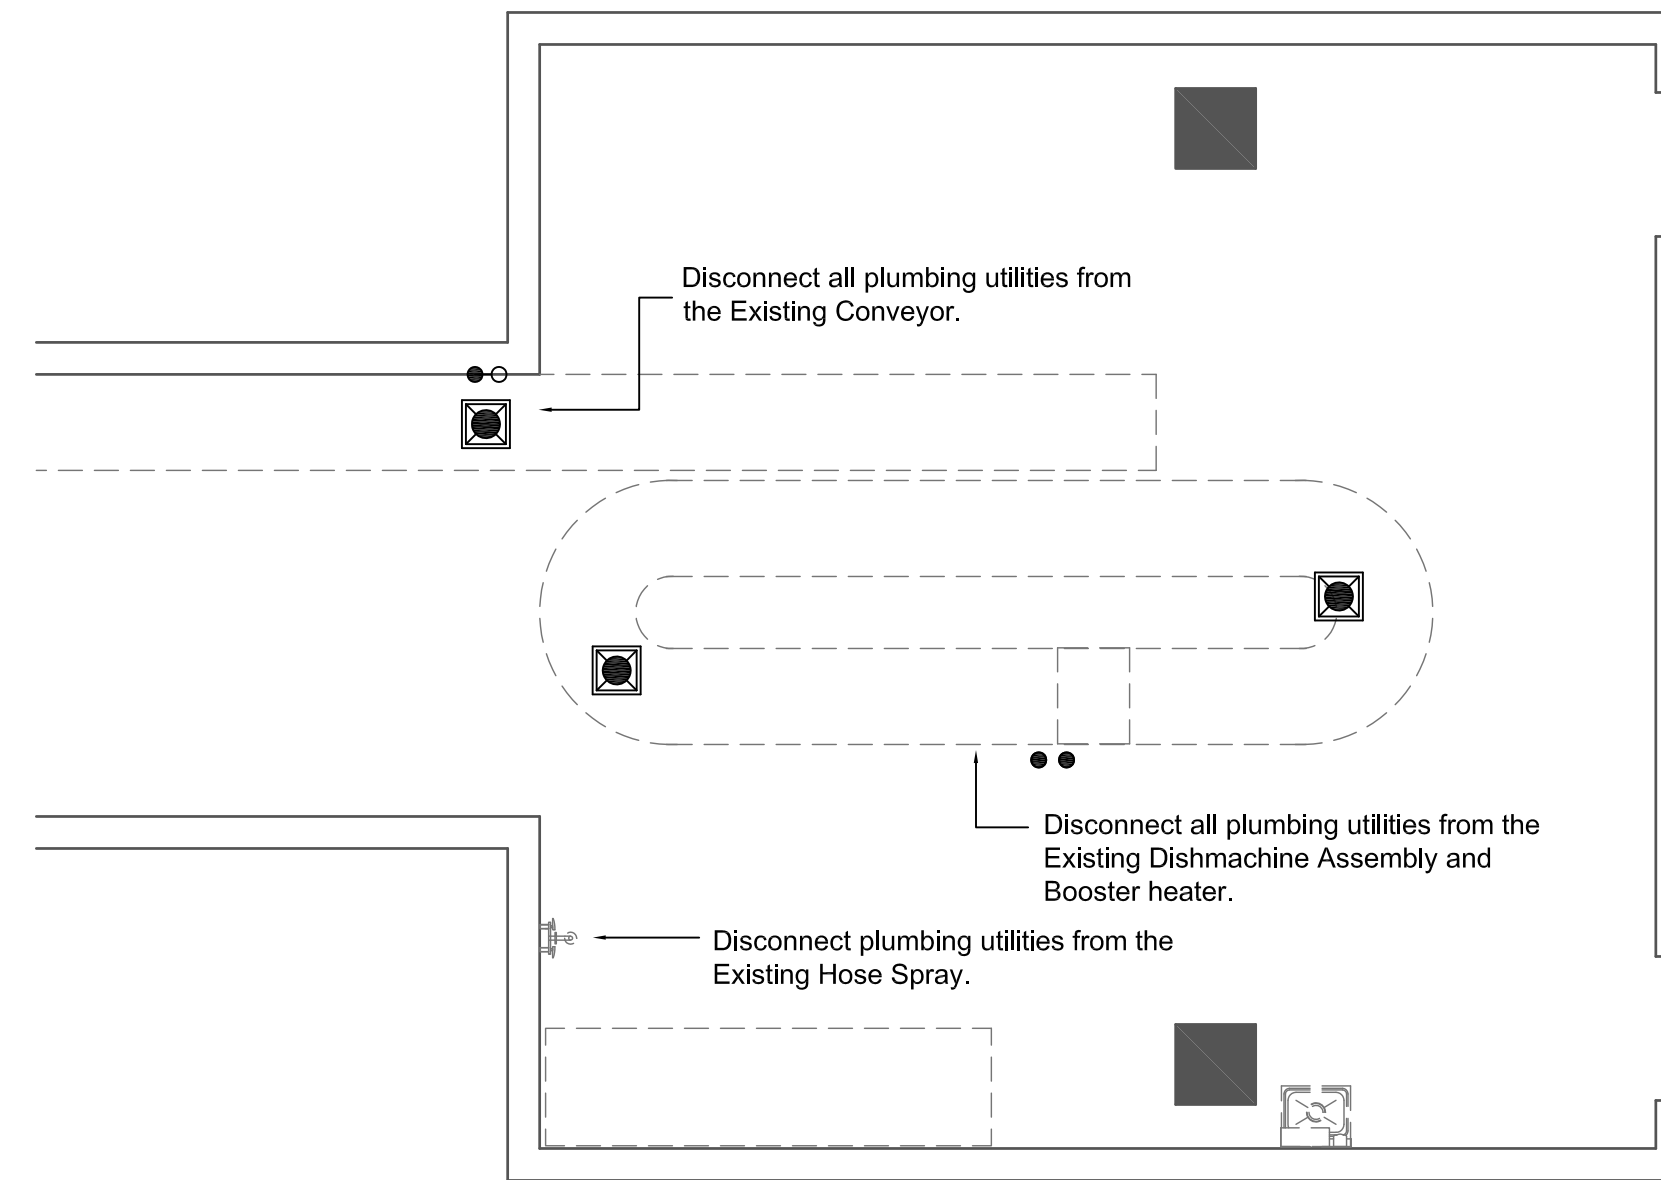 Disconnect all plumbing utilities from
the Existing Conveyor.
Disconnect all plumbing utilities from the
Existing Dishmachine Assembly and
Booster heater.
Disconnect plumbing utilities from the
Existing Hose Spray.